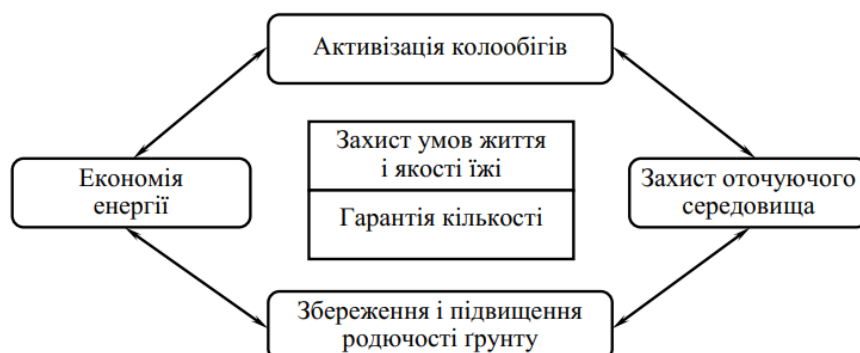 Активізація колообігів
Захист умов життя
і якості їжі
Економія
енергії
Захист оточуючого
середовища
Гарантія кількості
Збереження і підвищення
родючості ґрунту